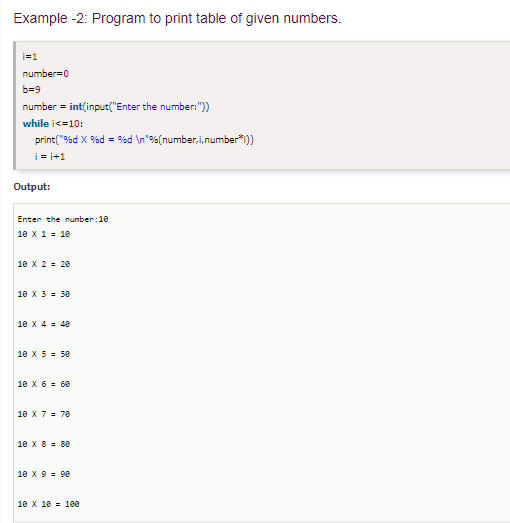 Example -2: Program to print table of given numbers.
i=1
number=0
b=9
number = int(input("Enter the number:"))
while i<=10:
print("%d X %d = %d \n"%(number,i,number*i))
i = i+1
Output:
Enter the number:10
10 X 1 = 10
10 X 2 = 20
10 X 3 = 30
10 X 4 = 40
10 X 5 = 50
10 X 6 = 60
10 X 7 = 70
10 X 8 = 80
10 X 9 = 90
10 X 10 = 100